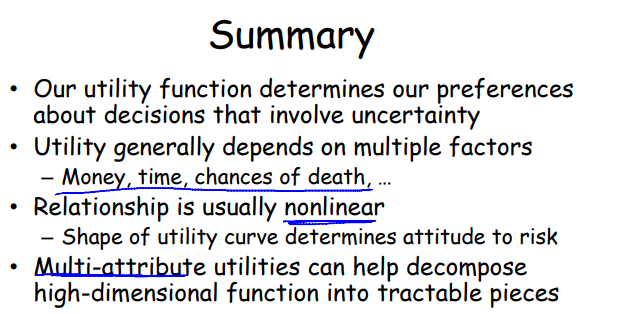 Summary
• Our utility function determines our preferences
about decisions that involve uncertainty
• Utility generally depends on multiple factors
– Money, time, chances of death, ...
• Relationship is usually nonlinear
– Shape of utility curve determines attitude to risk
• Multi-attribute utilities can help decompose
high-dimensional function into tractable pieces